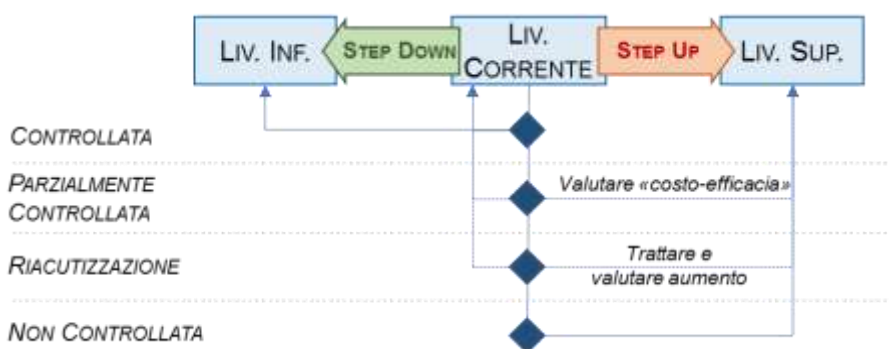 LIV. INF.
STEP DOWN
LIV.
CORRENTE
STEP UP
LIV. SUP.
CONTROLLATA
PARZIALMENTE
CONTROLLATA
Valutare «costo-efficacia»
RIACUTIZZAZIONE
Trattare e
valutare aumento
NON CONTROLLATA